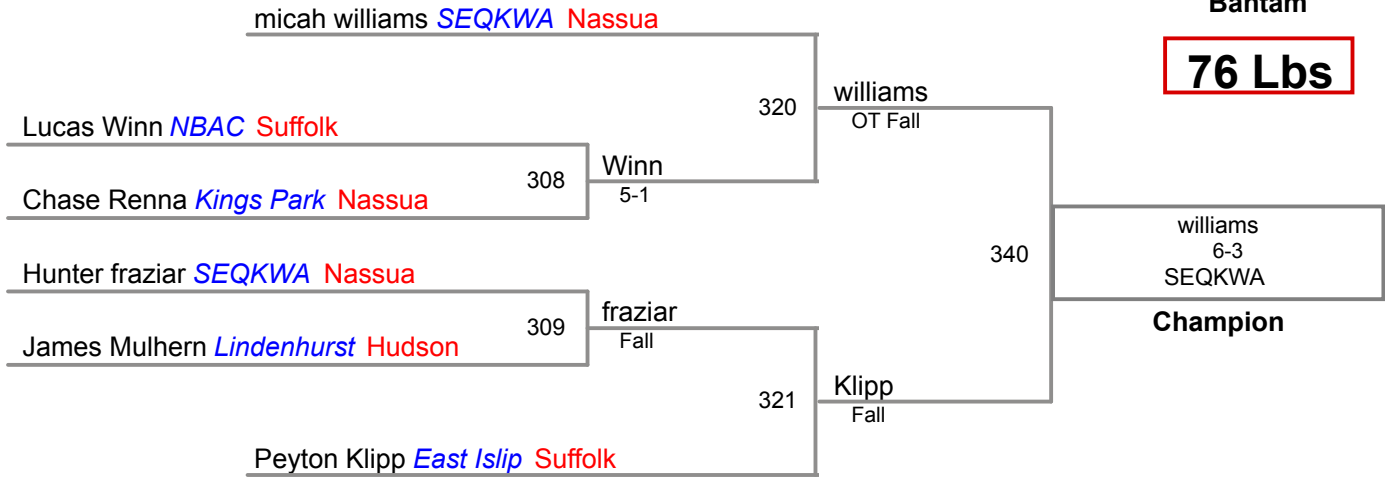 Bantam
micah williams SEQKWA Nassua
76 Lbs
320
williams
OT Fall
Lucas Winn NBAC Suffolk
308
Winn
5-1
Chase Renna Kings Park Nassua
340
williams
6-3
SEQKWA
Champion
Hunter fraziar SEQKWA Nassua
309
fraziar
Fall
James Mulhern Lindenhurst Hudson
321
Klipp
Fall
Peyton Klipp East Islip Suffolk